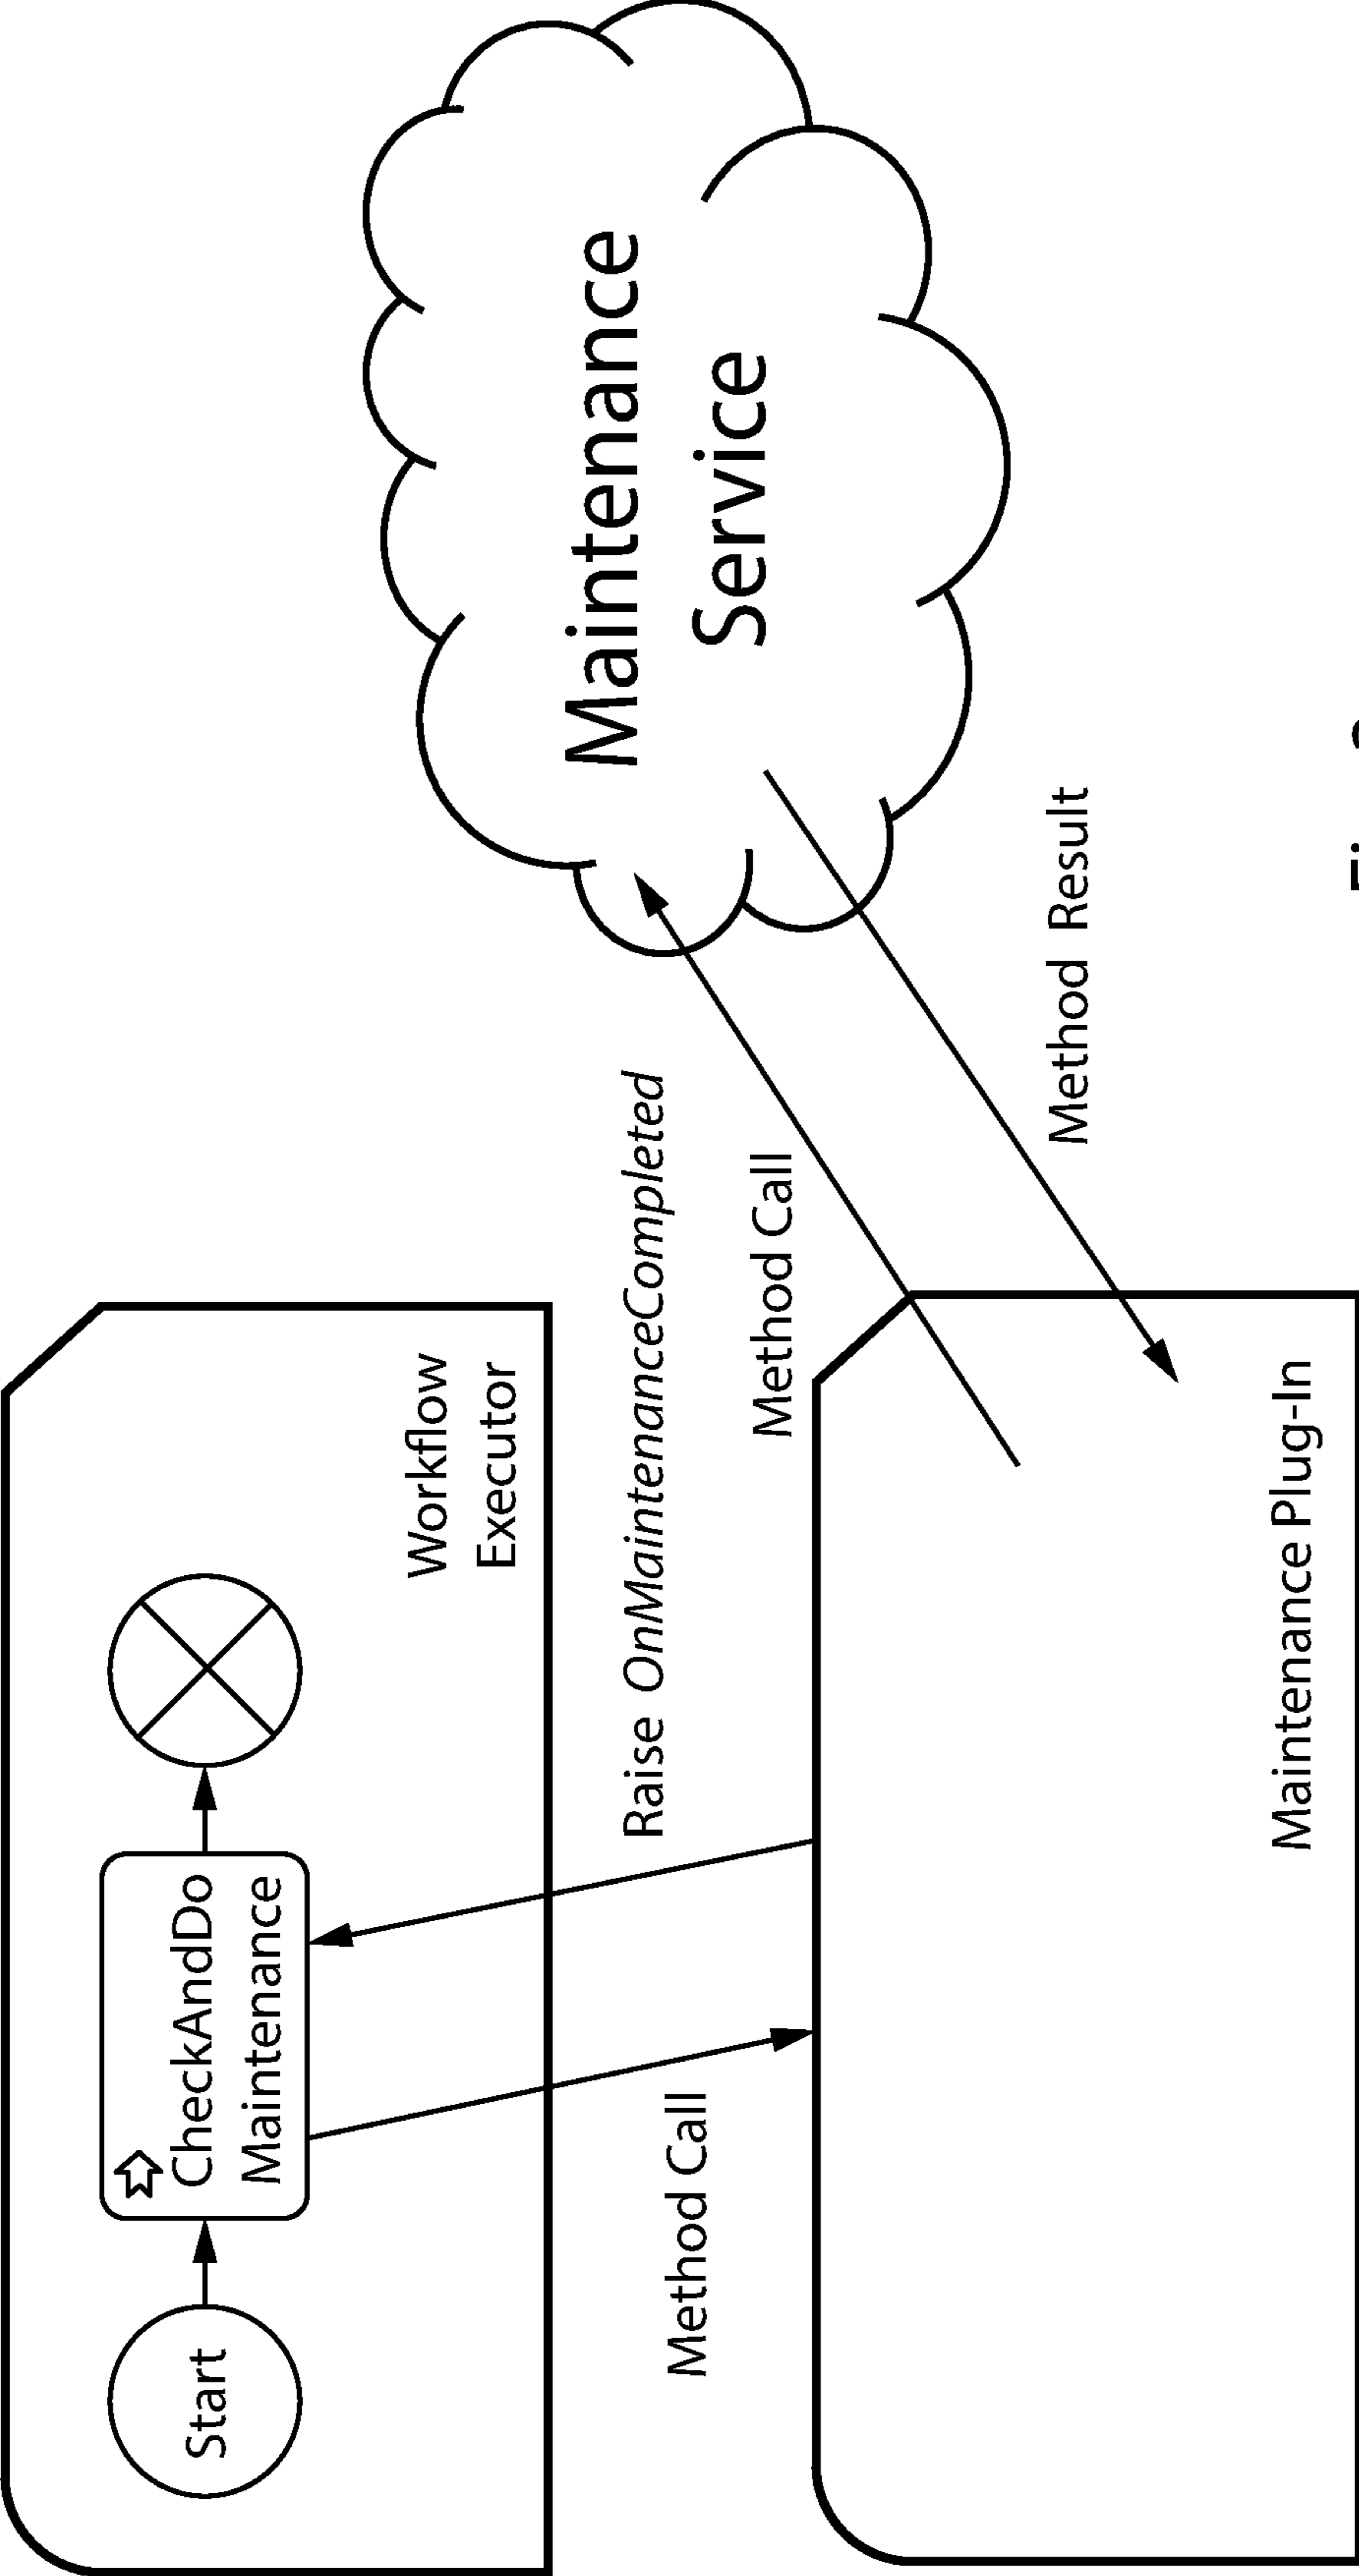 Start
CheckAndDo
Maintenance
Workflow
Executor
Raise OnMaintenanceCompleted
Method Call
Method Call
Maintenance
Service
Method Result
Maintenance Plug-In